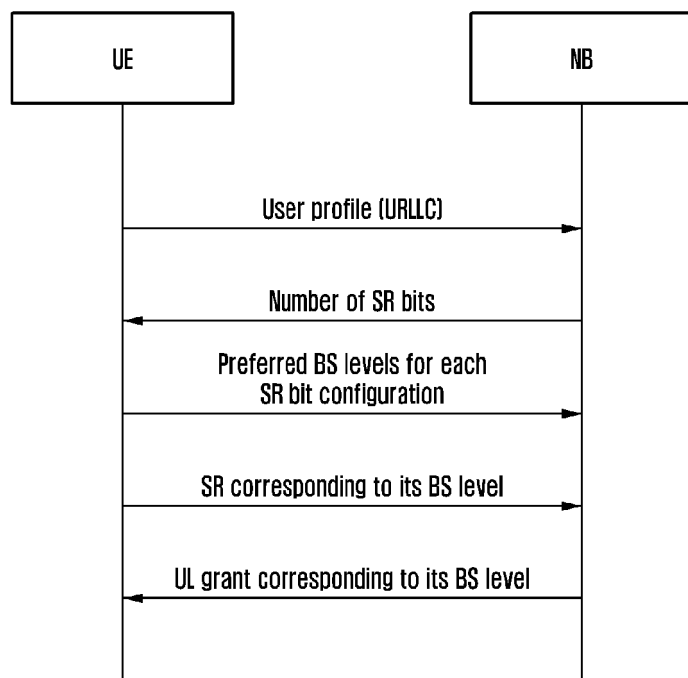 UE
NB
User profile (URLLC)
Number of SR bits
Preferred BS levels for each
SR bit configuration
SR corresponding to its BS level
UL grant corresponding to its BS level